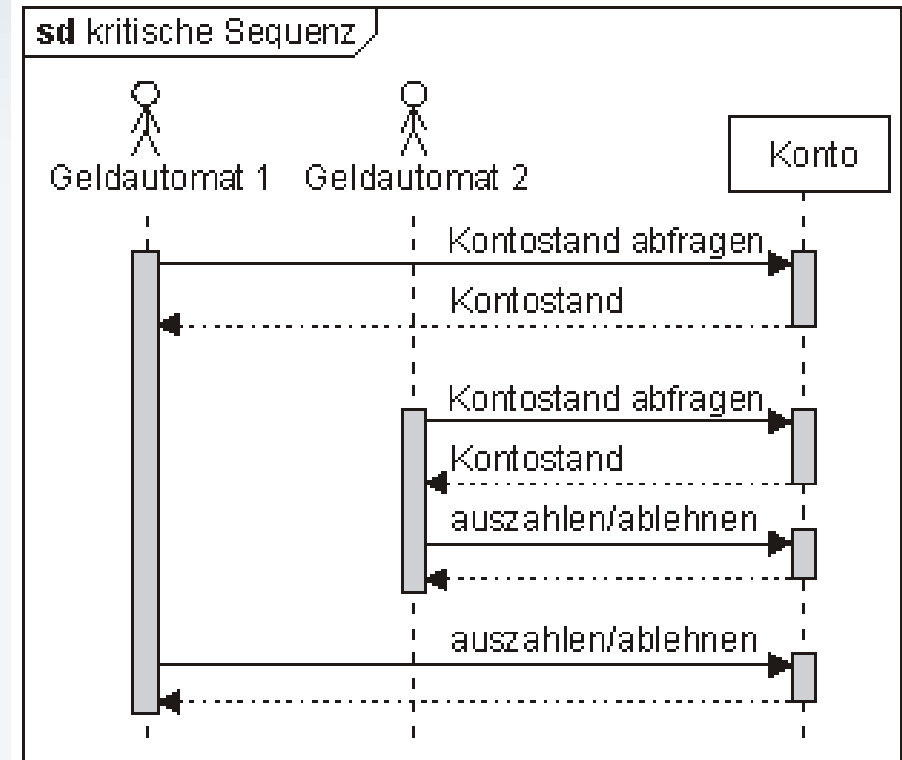 sd kritische Sequenz
Geldautomat 1
Geldautomat 2
Konto
Kontostand abfragen
Kontostand
Kontostand abfragen
Kontostand
auszahlen/ablehnen
auszahlen/ablehnen